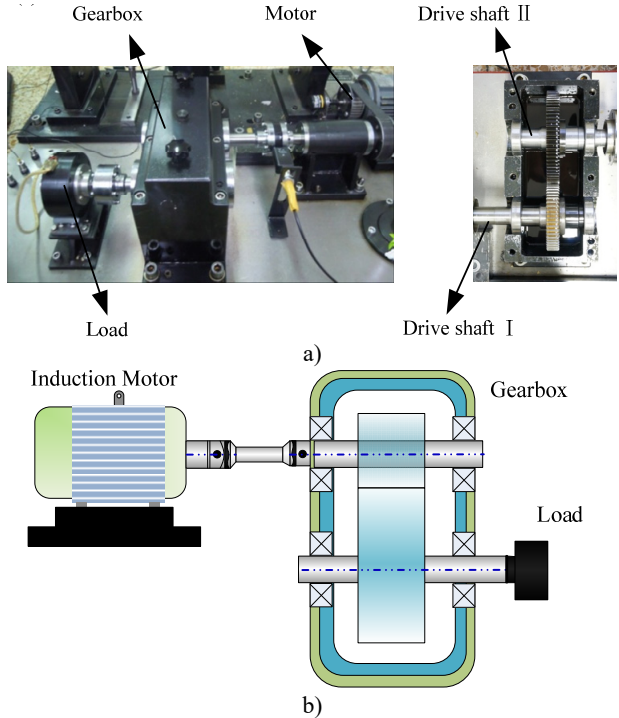 Gearbox
Motor
Drive shaft Ⅱ
Load
Drive shaft Ⅰ
a)
Induction Motor
Gearbox
Load
b)